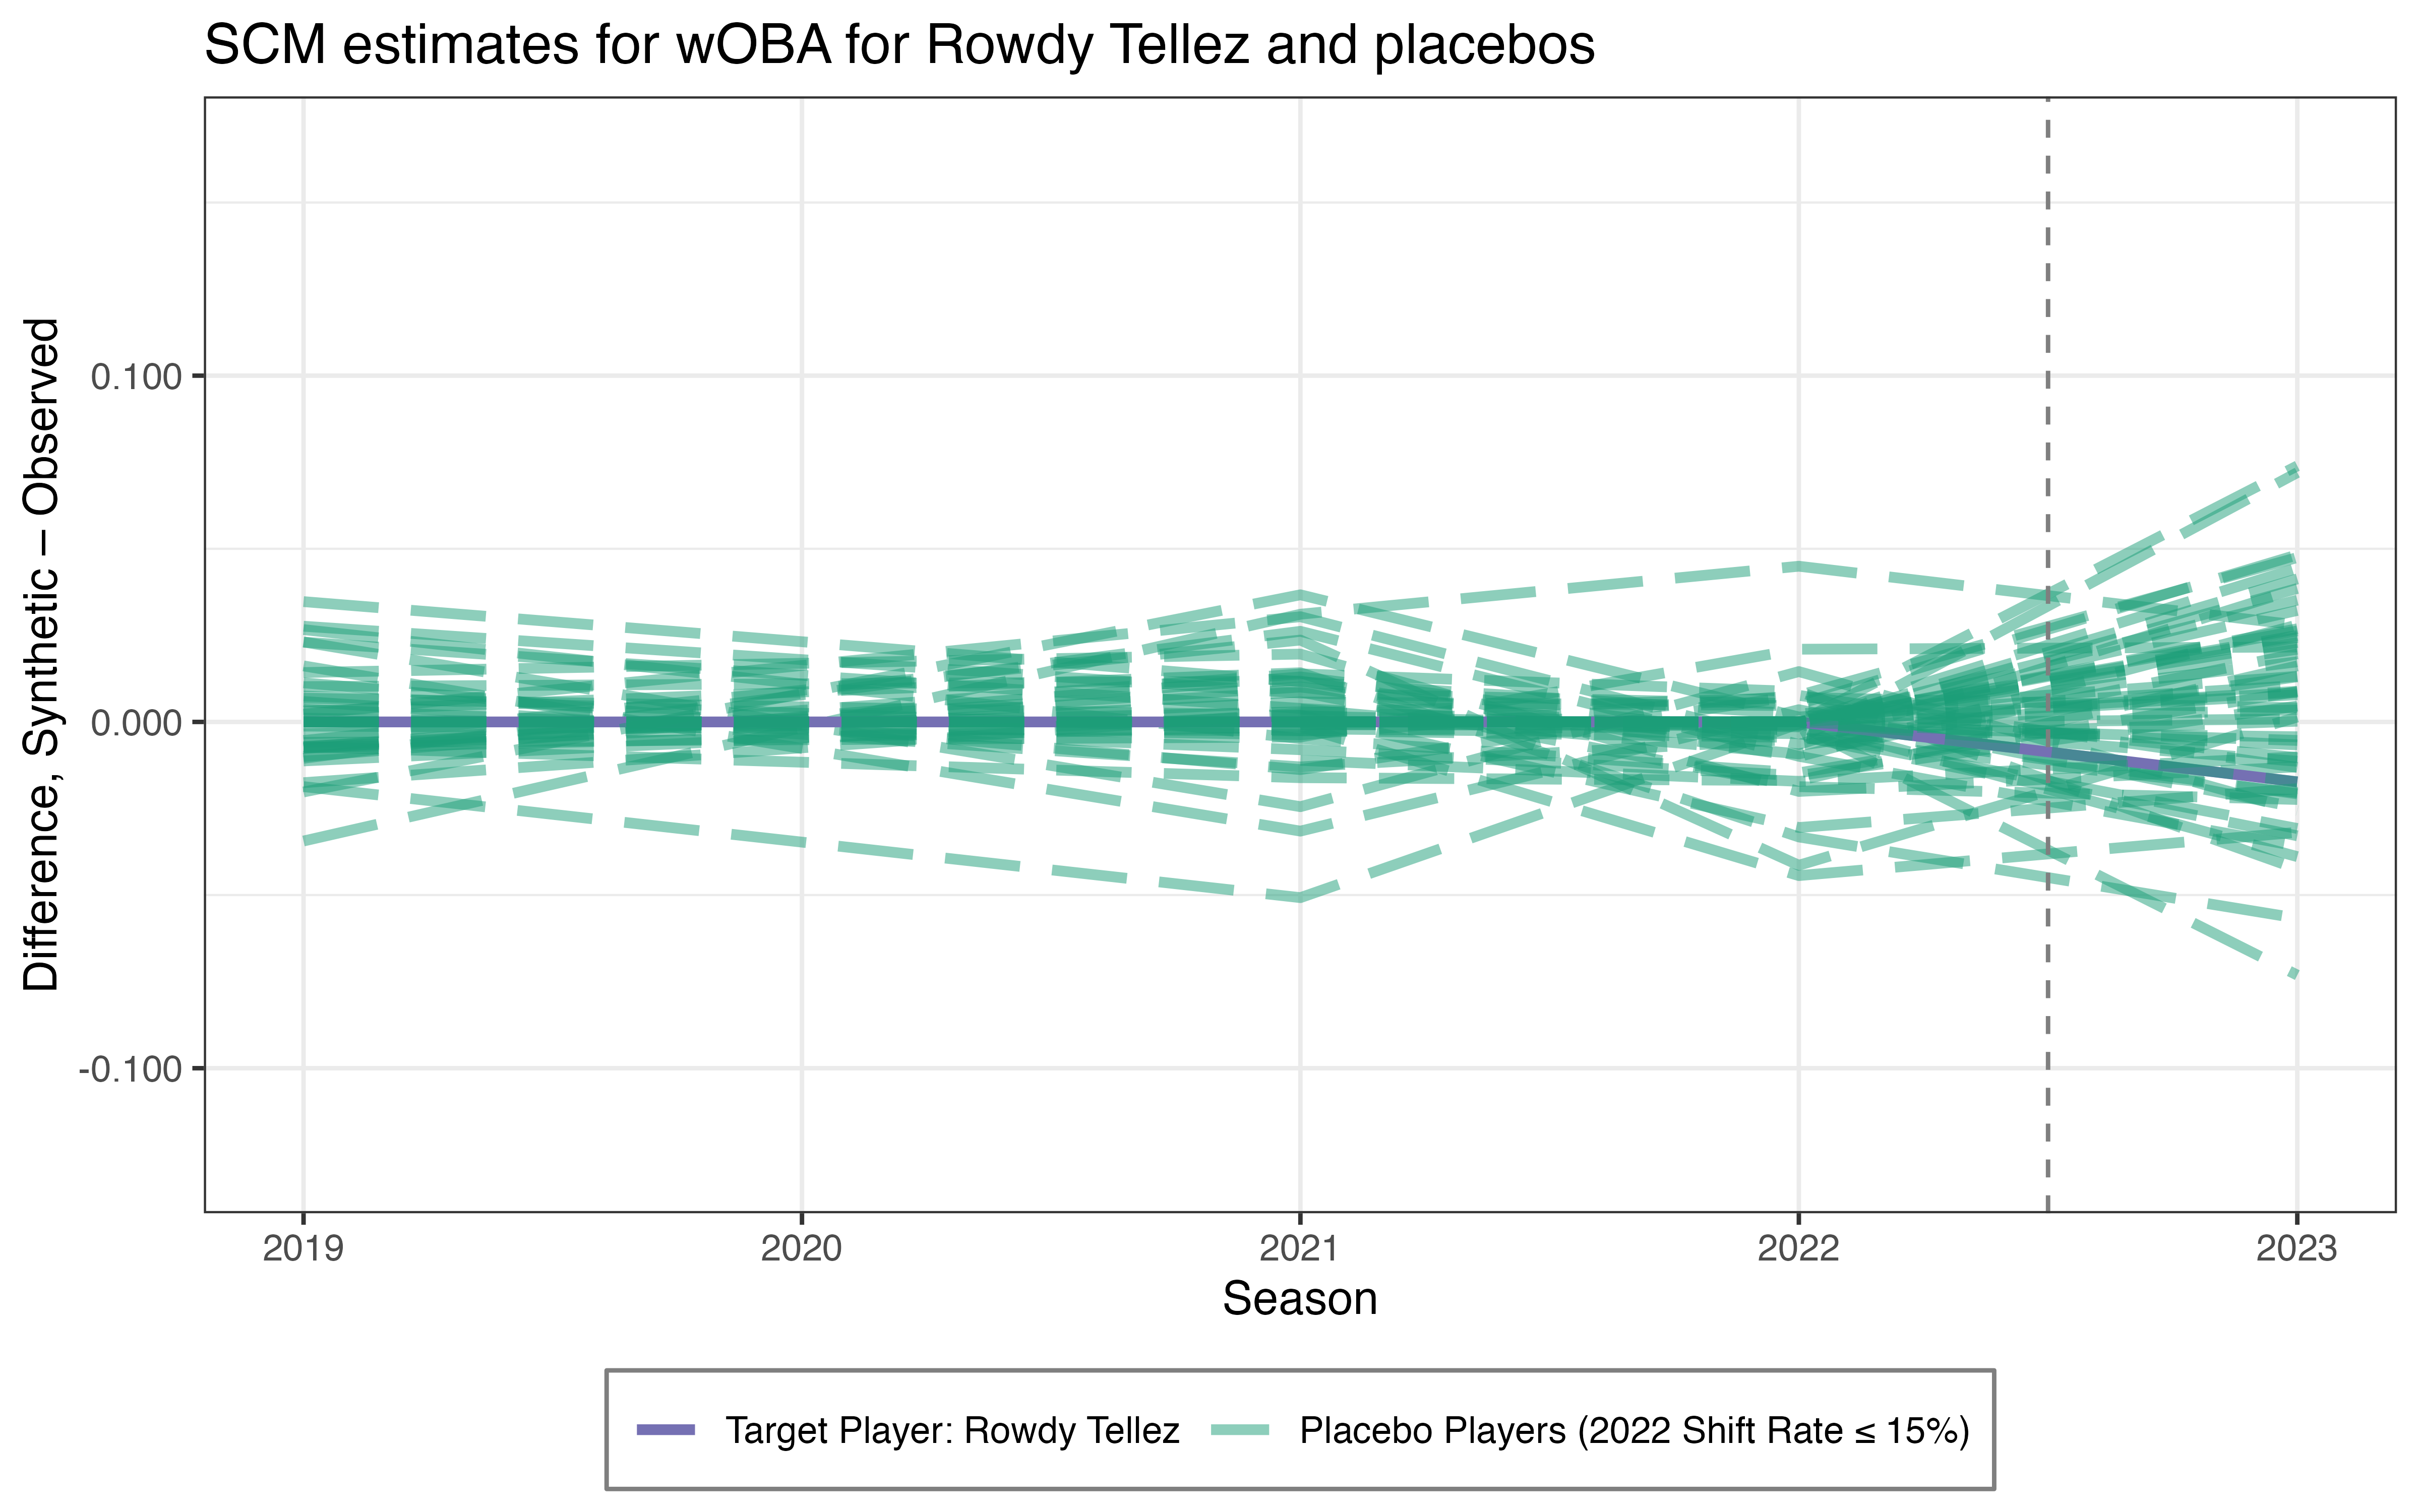 SCM estimates for wOBA for Rowdy Tellez and placebos
Difference, Synthetic − Observed
0.100
0.000
-0.100
2019
2020
2021
2022
2023
Season
Target Player: Rowdy Tellez
Placebo Players (2022 Shift Rate ≤ 15%)